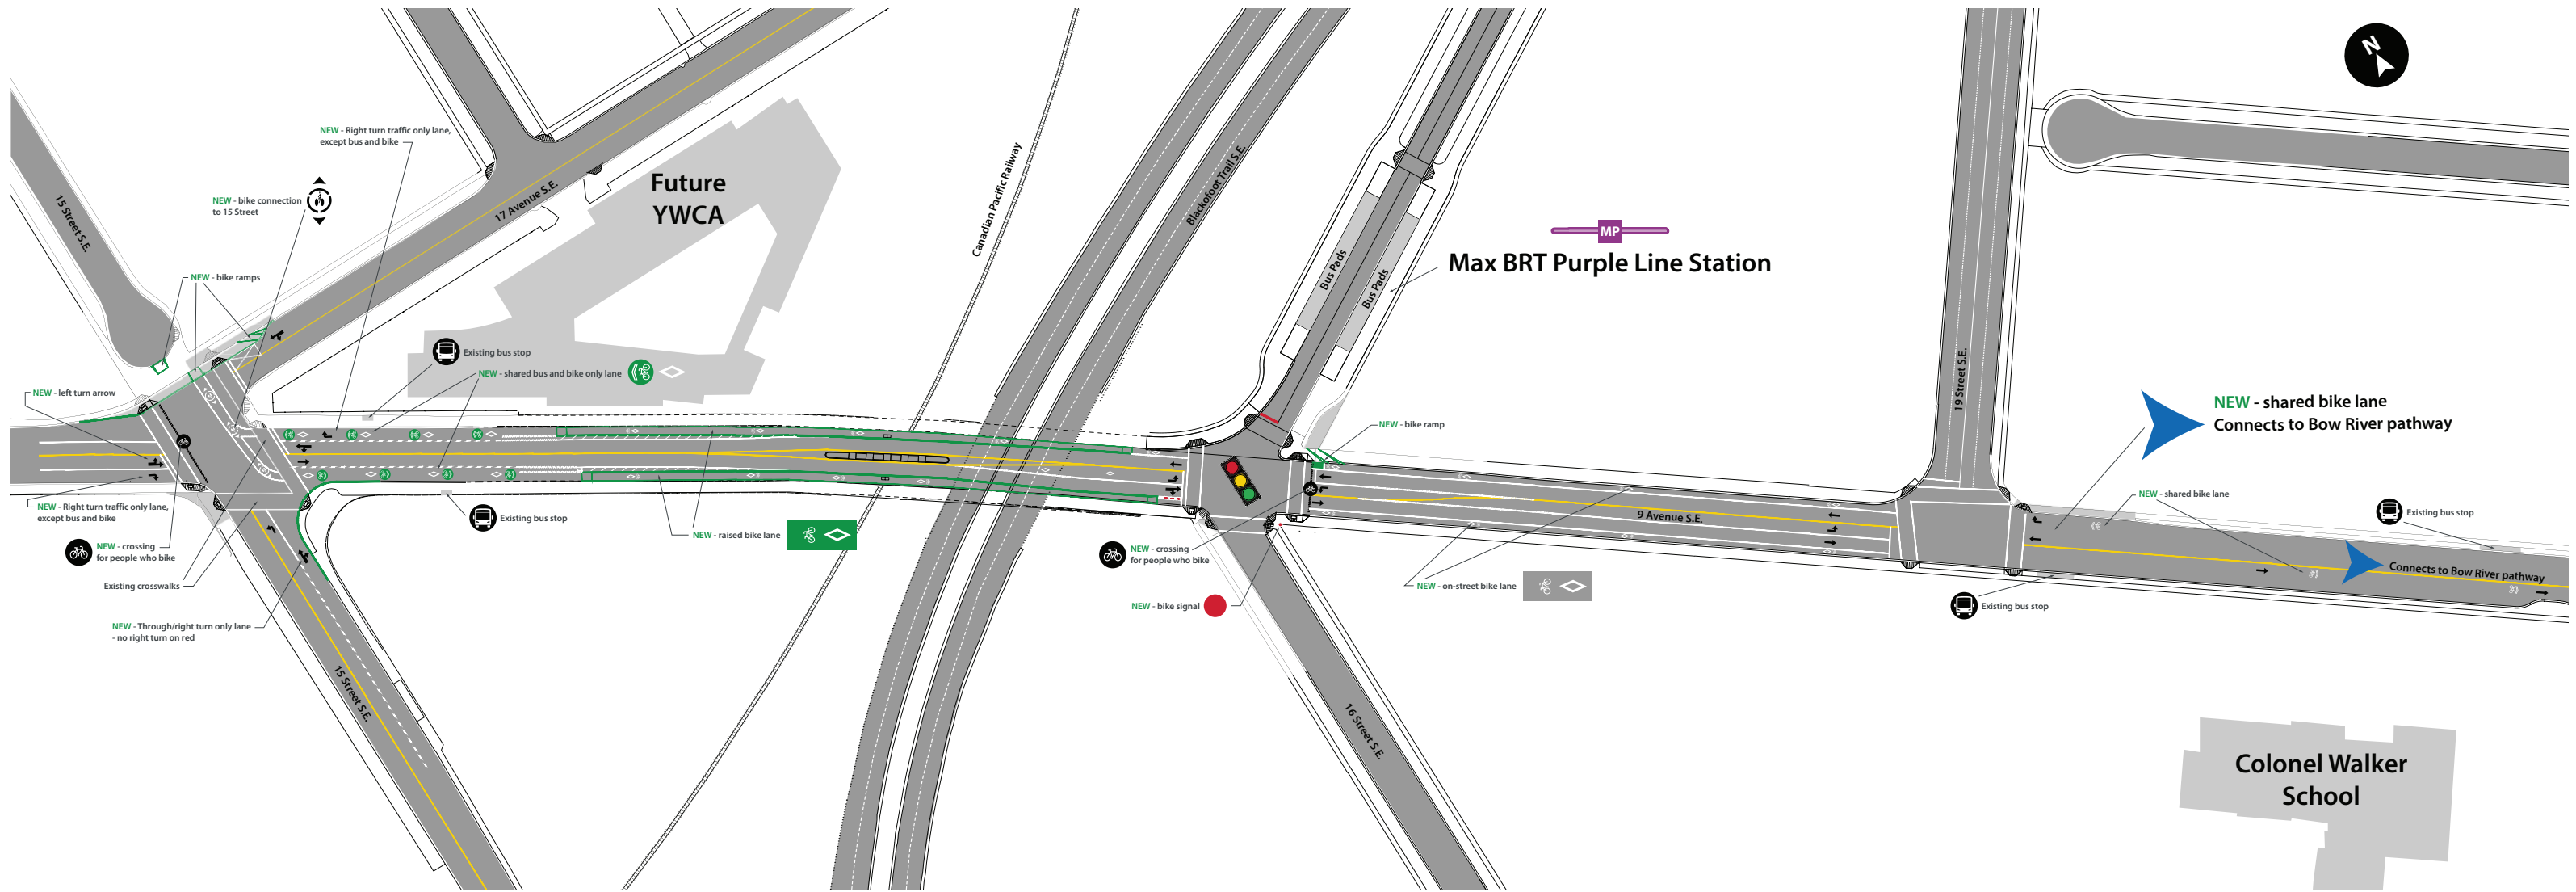 N
NEW - Right turn traffic only lane,
except bus and bike
Future
YWCA
Canadian Pacific Railway
Blackfoot Trail S.E.
17 Avenue S.E.
15 Street S.E.
NEW - bike connection
to 15 Street
MP
Max BRT Purple Line Station
Bus Pads
Bus Pads
NEW - bike ramps
Existing bus stop
NEW - shared bus and bike only lane
NEW - left turn arrow
19 Street S.E.
NEW - shared bike lane
Connects to Bow River pathway
NEW - bike ramp
NEW - shared bike lane
Existing bus stop
NEW - Right turn traffic only lane,
except bus and bike
Existing bus stop
9 Avenue S.E.
NEW - raised bike lane
NEW - crossing
for people who bike
NEW - crossing
for people who bike
Existing crosswalks
NEW - on-street bike lane
Connects to Bow River pathway
NEW - bike signal
Existing bus stop
NEW - Through/right turn only lane
- no right turn on red
15 Street S.E.
16 Street S.E.
Colonel Walker
School